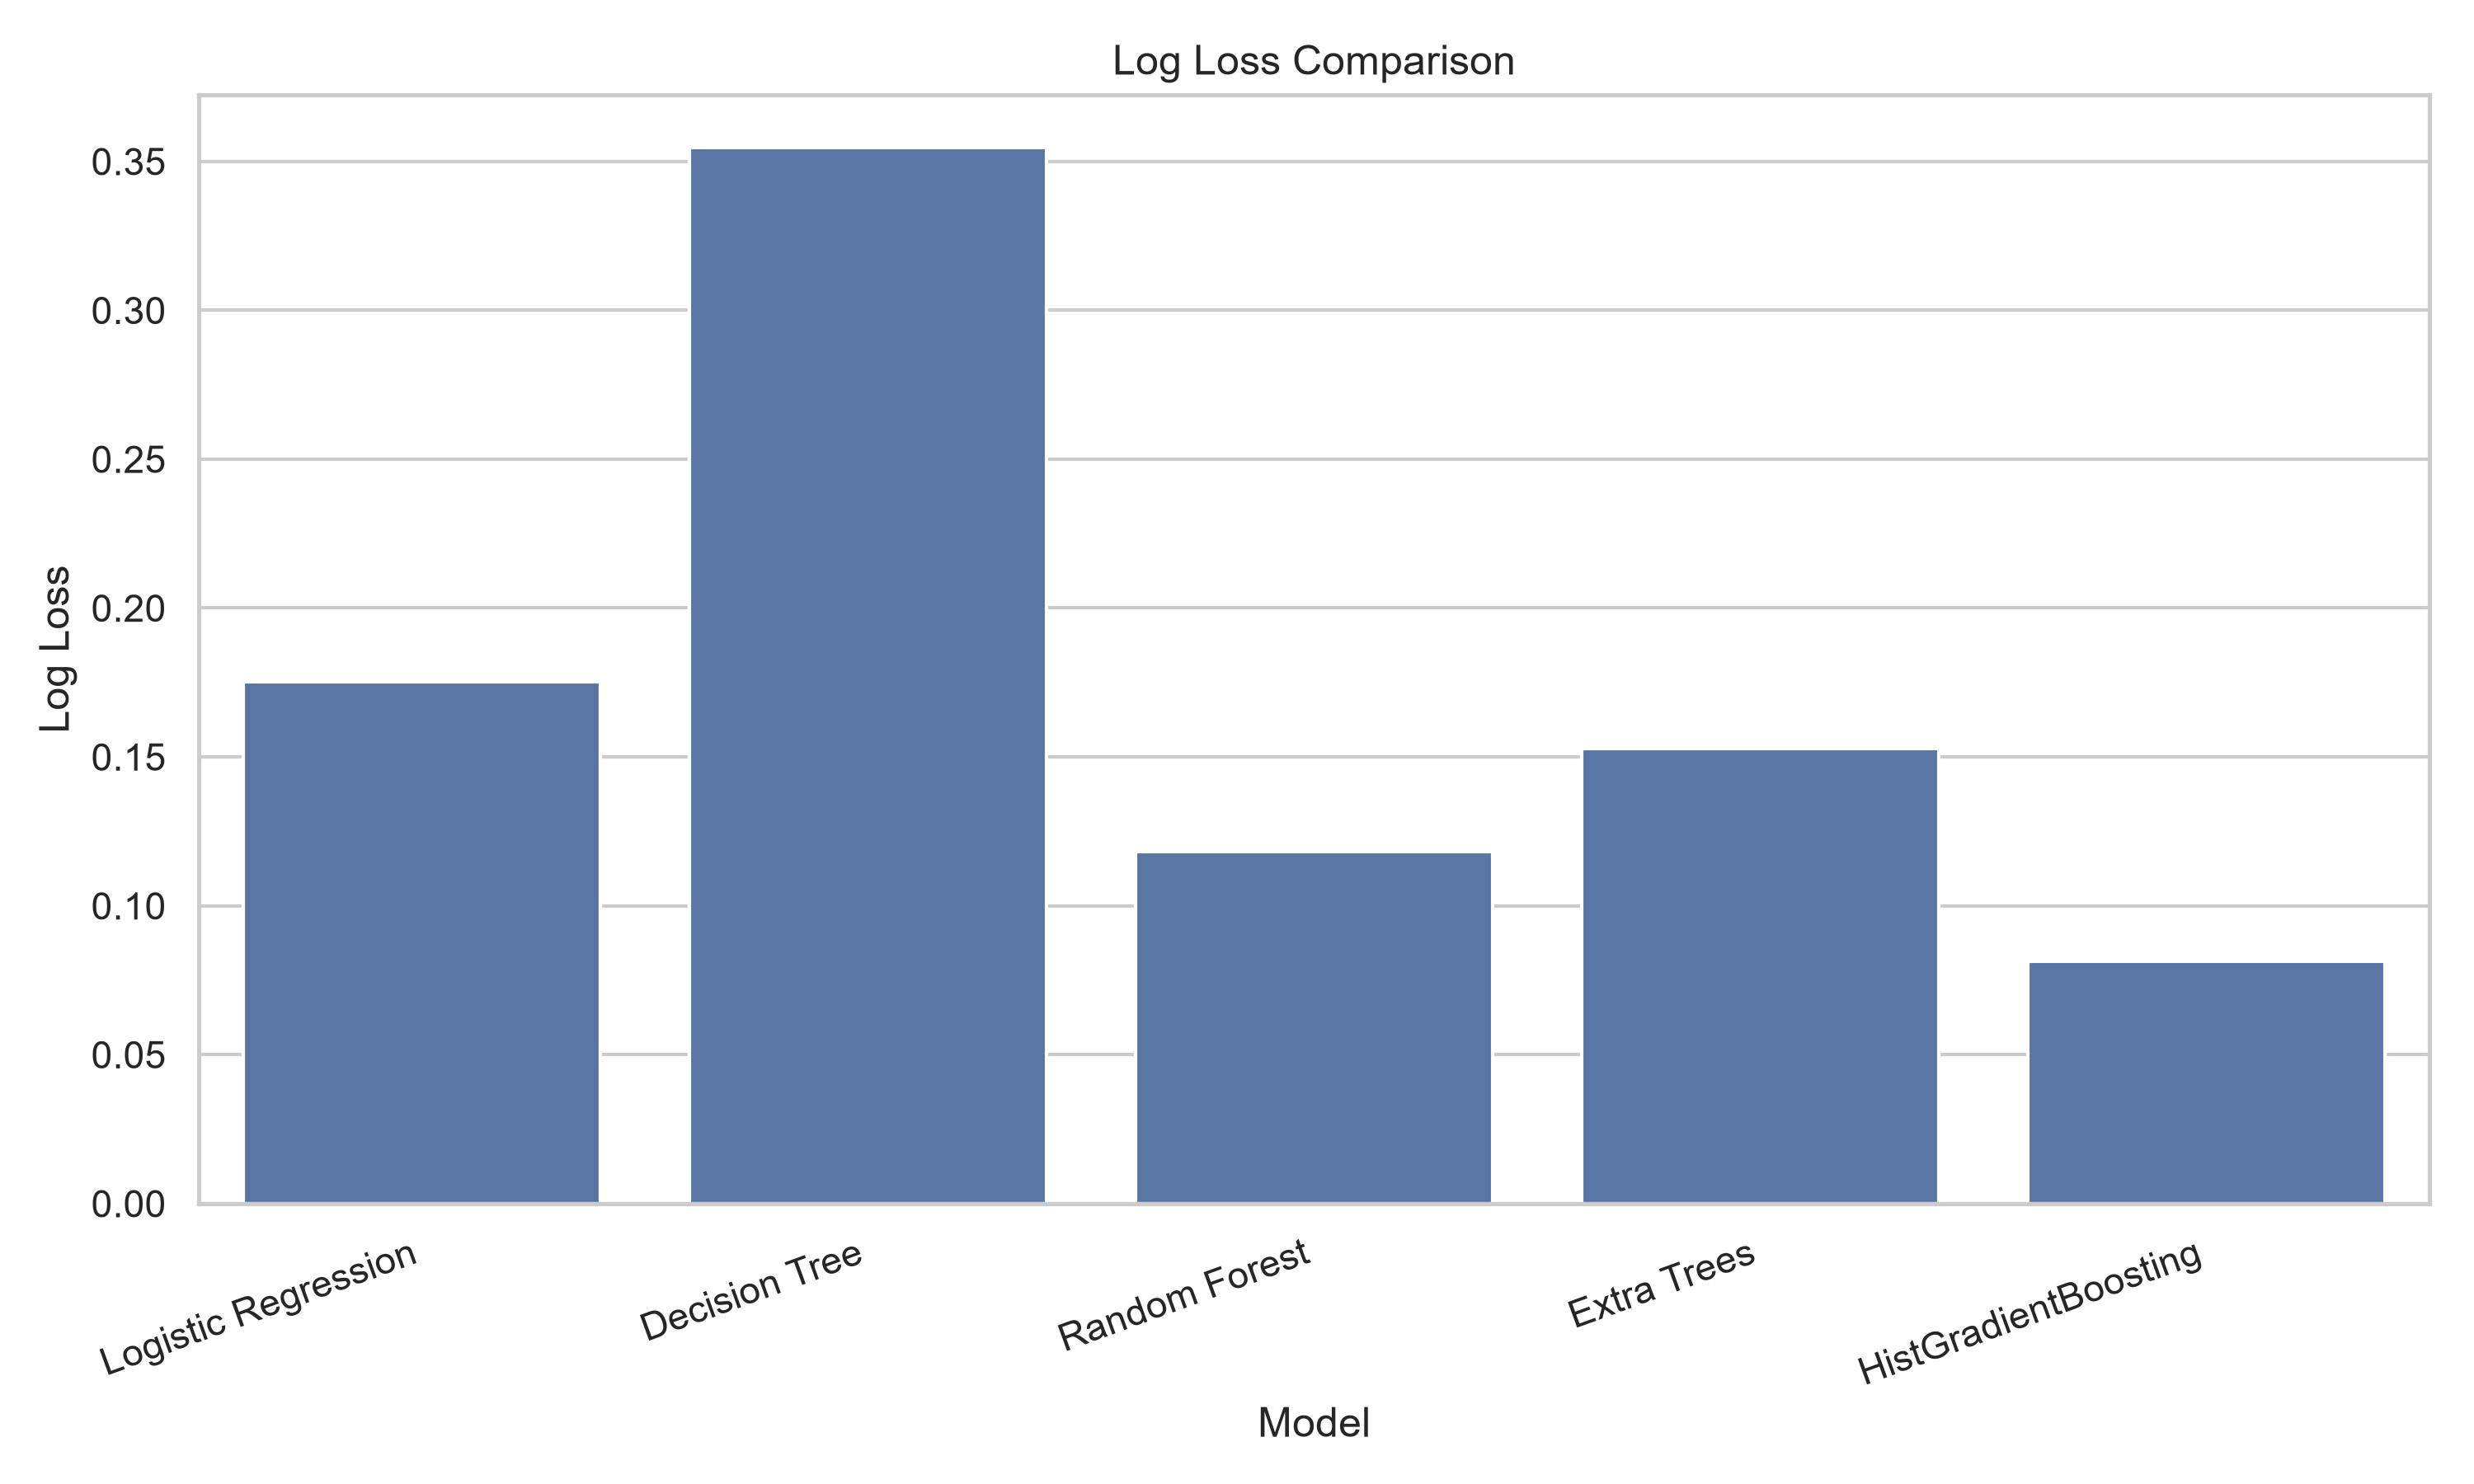 Log Loss Comparison
Log Loss
0.35
0.30
0.25
0.20
0.15
0.10
0.05
0.00
Logistic Regression
Decision Tree
Random Forest
Extra Trees
HistGradientBoosting
Model